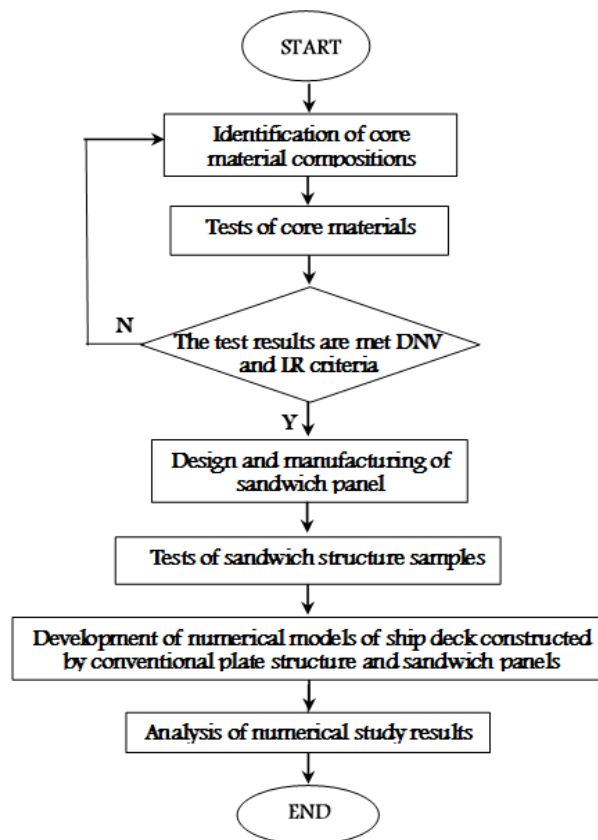 START
Identification of core
material compositions
Tests of core materials
N
The test results are met DNV
and LR criteria
Y
Design and manufacturing of
sandwich panel
Tests of sandwich structure samples
Development of numerical models of ship deck constructed
by conventional plate structure and sandwich panels
Analysis of numerical study results
END